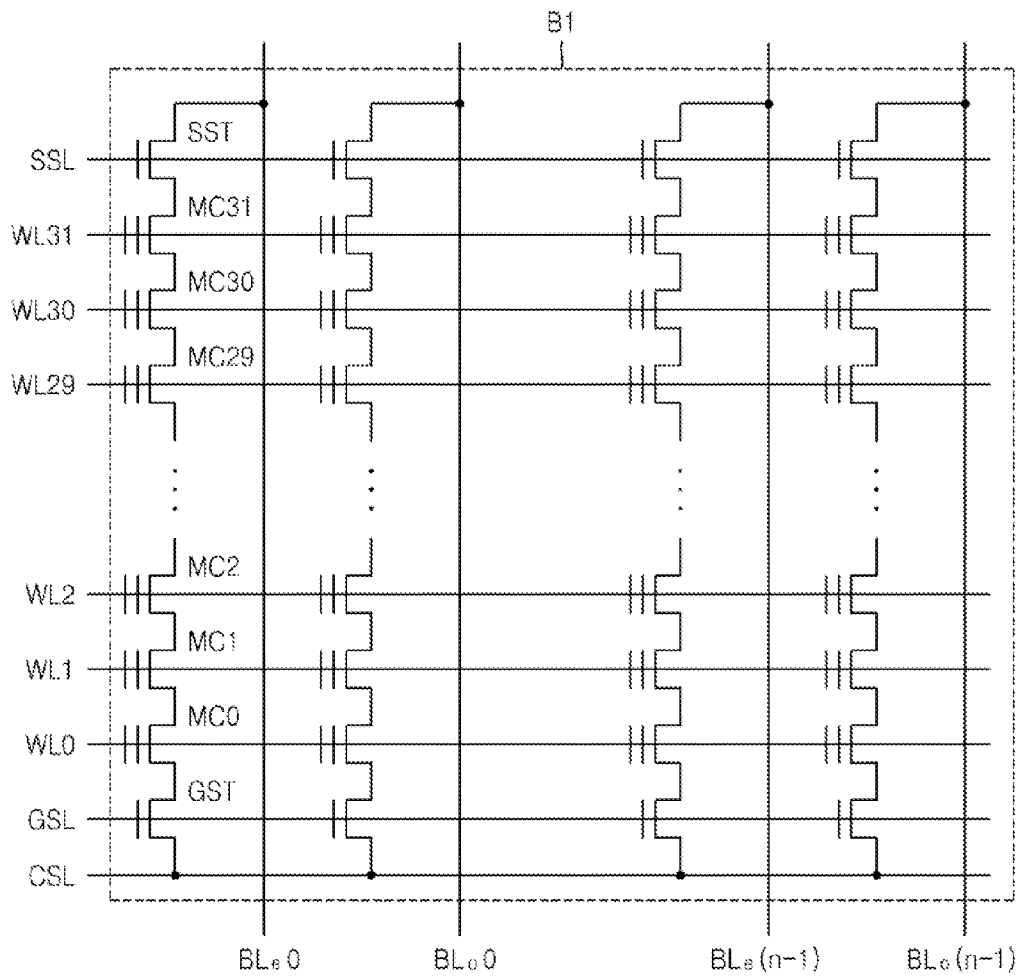 B1
SST
SSL
MC31
WL31
MC30
WL30
MC29
WL29
MC2
WL2
MC1
WL1
MC0
WL0
GST
GSL
CSL
BLe0 BLo0 BLe(n-1) BLo(n-1)